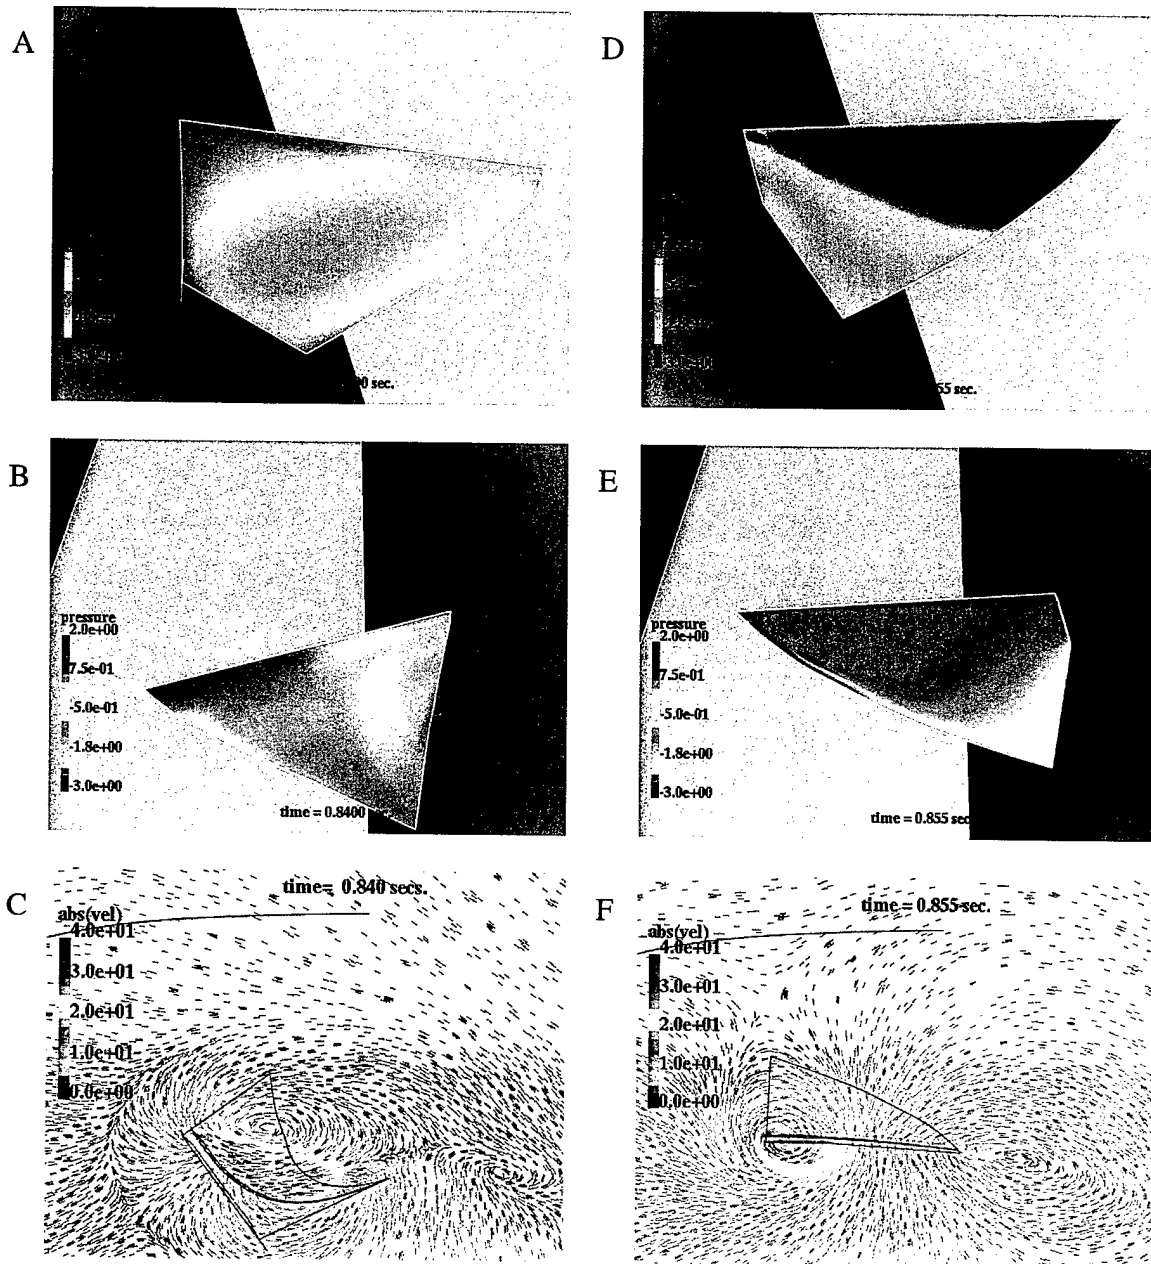 A
D
0 sec.
55 sec.
B
E
pressure
2.0e+00
7.5e-01
-5.0e-01
-1.8e+00
-3.0e+00
time = 0.8400
pressure
2.0e+00
7.5e-01
-5.0e-01
-1.8e+00
-3.0e+00
time = 0.855 sec
C
time= 0.840 secs.
abs(vel)
4.0e+01
3.0e+01
2.0e+01
1.0e+01
0.0e+00
F
time = 0.855 sec.
abs(vel)
4.0e+01
3.0e+01
2.0e+01
1.0e+01
0.0e+00